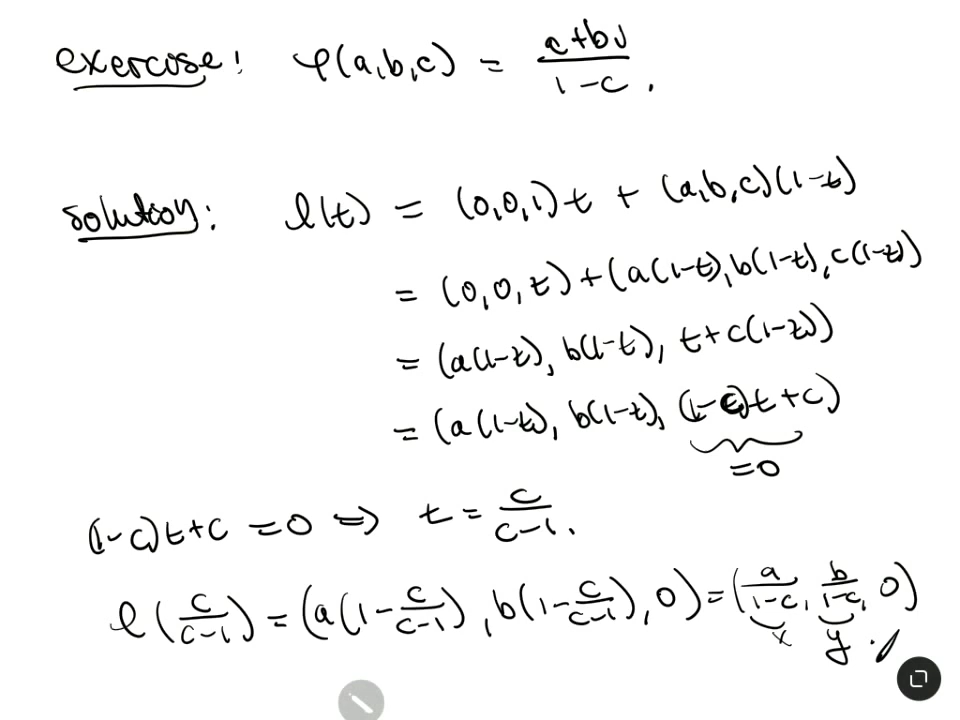 exercose: φ(a,b,c) = (a+bi)/(1-c).
solution: l(t) = (0,0,1)t + (a,b,c)(1-t)
= (0,0,t) + (a(1-t), b(1-t), c(1-t))
= (a(1-t), b(1-t), t+c(1-t))
= (a(1-t), b(1-t), (1-c)t+c)
=0
(1-c)t+c = 0 ⇒ t = c/(c-1).
l(c/(c-1)) = (a(1-c/(c-1)), b(1-c/(c-1)), 0) = (a/(1-c), b/(1-c), 0)
x y